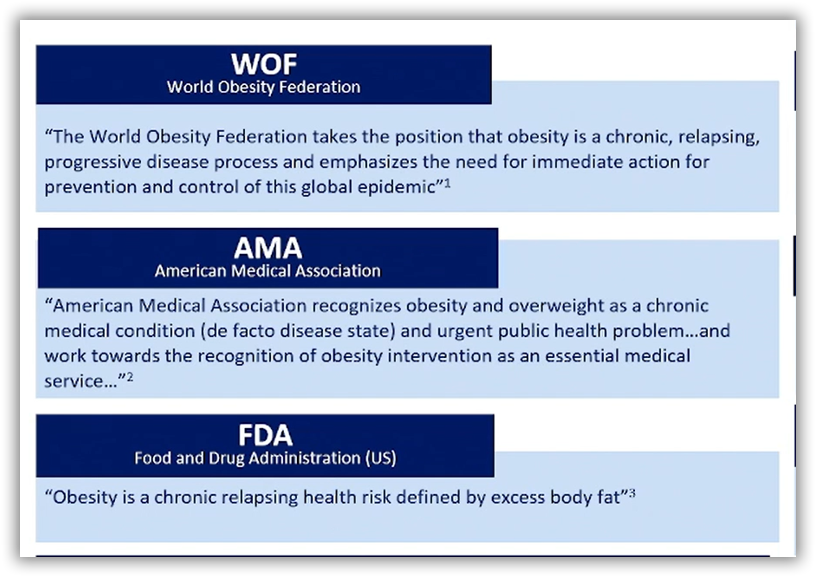 WOF
World Obesity Federation
“The World Obesity Federation takes the position that obesity is a chronic, relapsing,
progressive disease process and emphasizes the need for immediate action for
prevention and control of this global epidemic”¹
AMA
American Medical Association
“American Medical Association recognizes obesity and overweight as a chronic
medical condition (de facto disease state) and urgent public health problem…and
work towards the recognition of obesity intervention as an essential medical
service…”²
FDA
Food and Drug Administration (US)
“Obesity is a chronic relapsing health risk defined by excess body fat”³